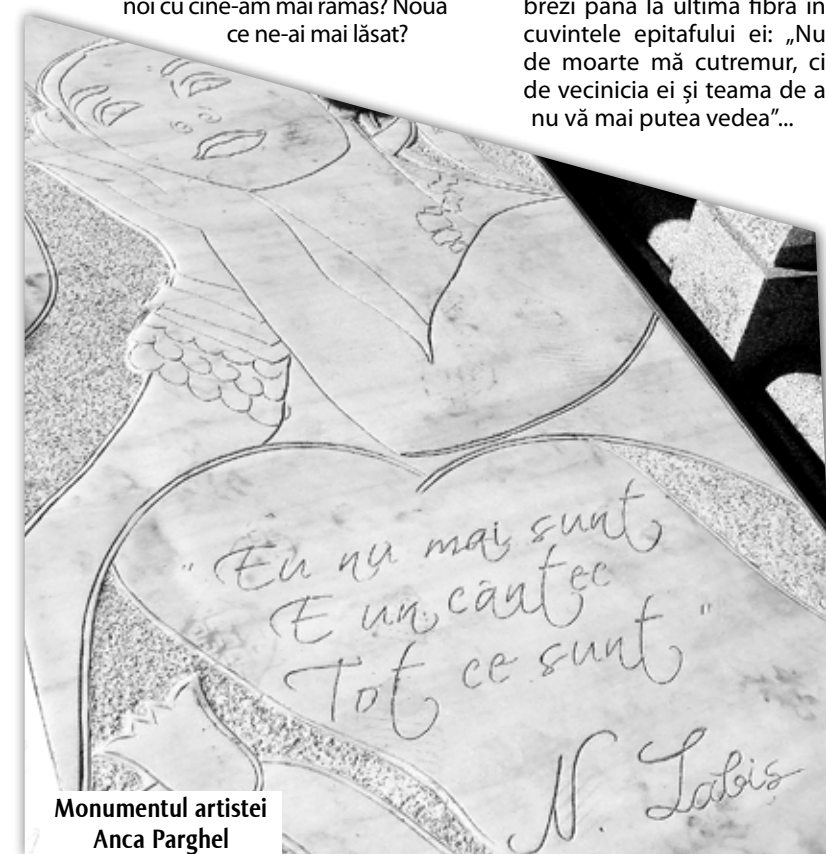 noi cu cine-am mai rămas? Nouă
ce ne-ai mai lăsat?
brezi până la ultima fibră în
cuvintele epitafului ei: „Nu
de moarte mă cutremur, ci
de vecinicia ei și teama de a
nu vă mai putea vedea”...
"Eu nu mai sunt
E un cântec
Tot ce sunt"
N. Labiș
Monumentul artistei
Anca Parghel